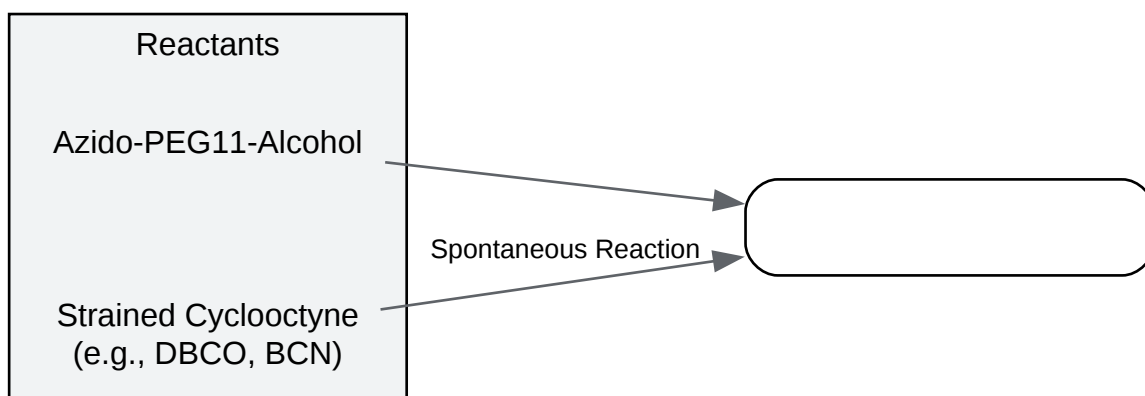 Reactants
Azido-PEG11-Alcohol
Spontaneous Reaction
Strained Cyclooctyne
(e.g., DBCO, BCN)